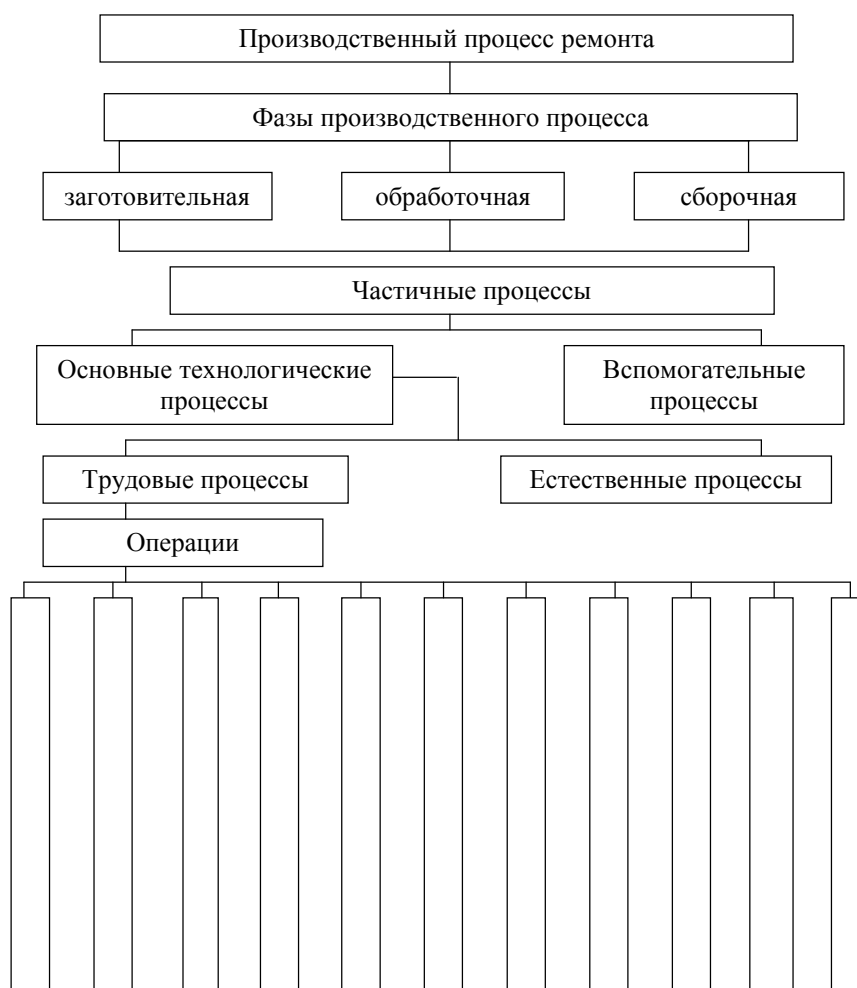 Производственный процесс ремонта
Фазы производственного процесса
заготовительная
обработочная
сборочная
Частичные процессы
Основные технологические
процессы
Вспомогательные
процессы
Трудовые процессы
Естественные процессы
Операции